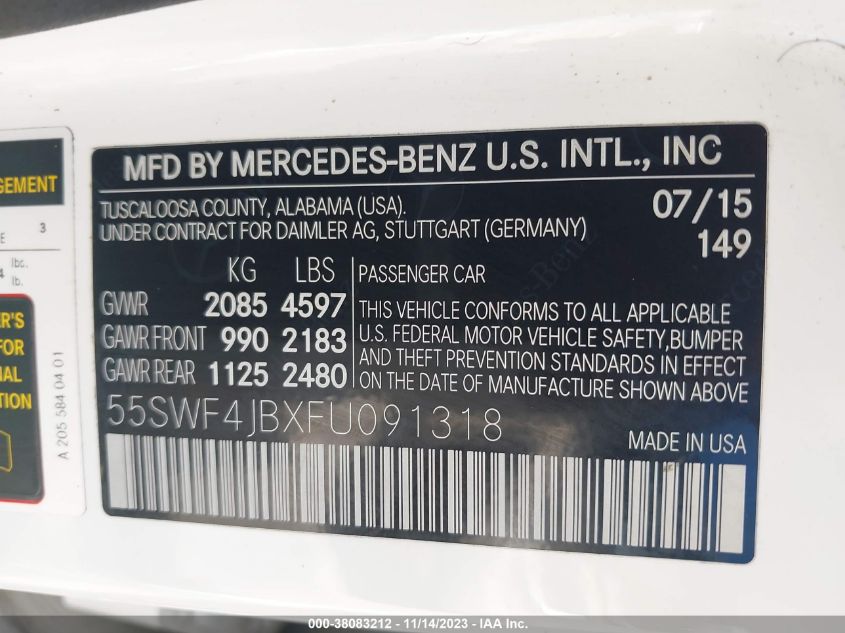 GEMENT
E 3
4 lbc.
lb.
R'S
FOR
NAL
TION
A 205 584 04 01
MFD BY MERCEDES-BENZ U.S. INTL., INC
TUSCALOOSA COUNTY, ALABAMA (USA). 07/15
UNDER CONTRACT FOR DAIMLER AG, STUTTGART (GERMANY) 149
KG LBS PASSENGER CAR
GVWR 2085 4597
GAWR FRONT 990 2183
GAWR REAR 1125 2480
THIS VEHICLE CONFORMS TO ALL APPLICABLE
U.S. FEDERAL MOTOR VEHICLE SAFETY,BUMPER
AND THEFT PREVENTION STANDARDS IN EFFECT
ON THE DATE OF MANUFACTURE SHOWN ABOVE
55SWF4JBXFU091318
MADE IN USA
000-38083212 - 11/14/2023 - IAA Inc.